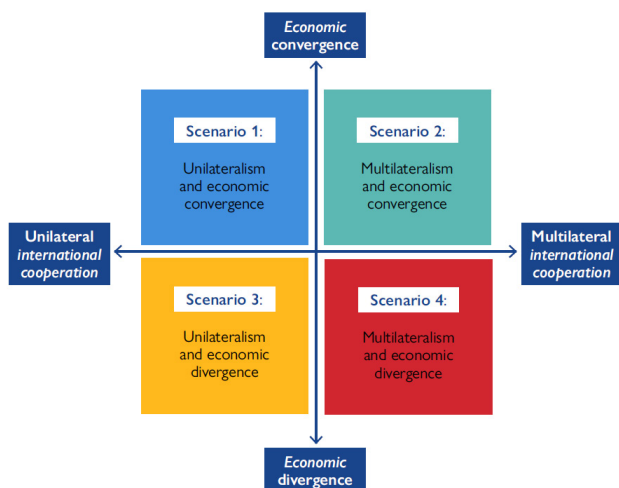 Economic
convergence
Scenario 1:
Unilateralism
and economic
convergence
Scenario 2:
Multilateralism
and economic
convergence
Unilateral
international
cooperation
Multilateral
international
cooperation
Scenario 3:
Unilateralism
and economic
divergence
Scenario 4:
Multilateralism
and economic
divergence
Economic
divergence